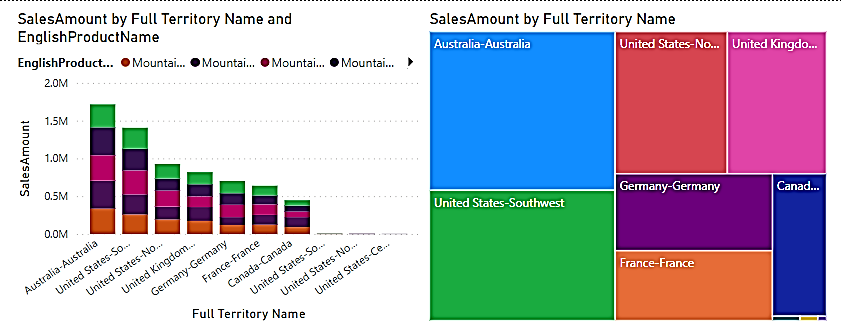 SalesAmount by Full Territory Name and
EnglishProductName
EnglishProduct... Mountai... Mountai... Mountai... Mountai...
2.0M
1.5M
1.0M
0.5M
0.0M
SalesAmount
Australia-Australia
United States-So...
United States-No...
United Kingdom...
Germany-Germany
France-France
Canada-Canada
United States-So...
United States-No...
United States-Ce...
Full Territory Name
SalesAmount by Full Territory Name
Australia-Australia
United States-Southwest
United States-No...
United Kingdo...
Germany-Germany
Canad...
France-France